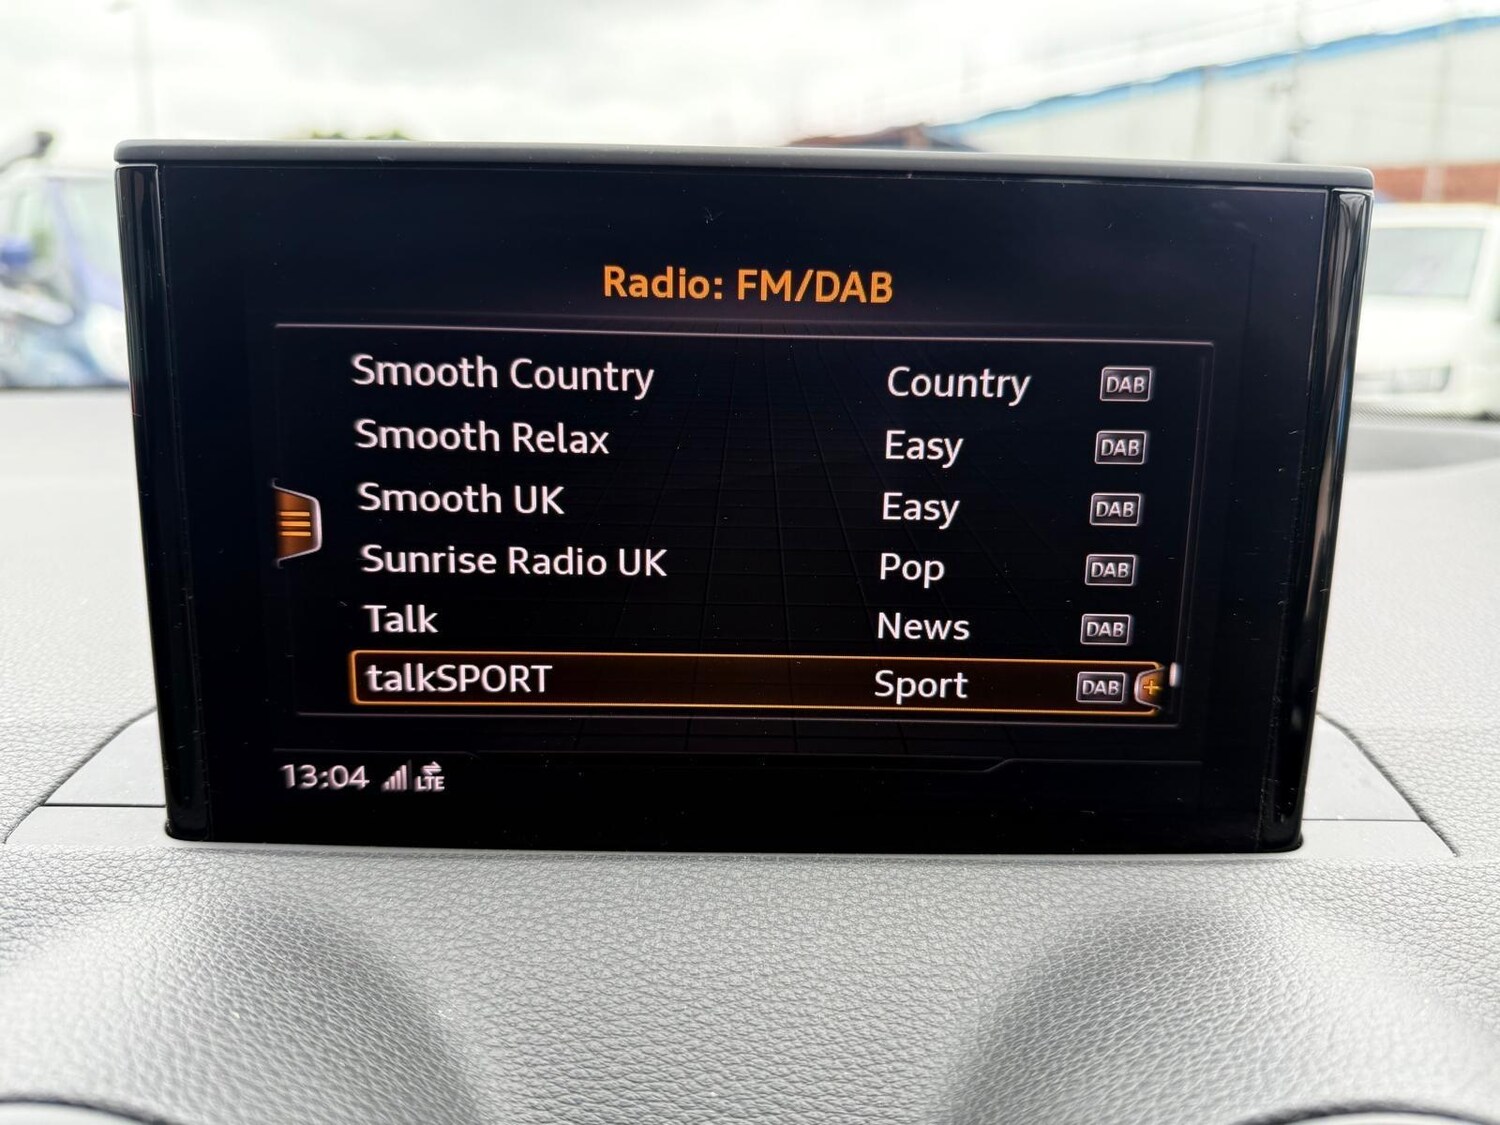 Radio: FM/DAB
Smooth Country Country DAB
Smooth Relax Easy DAB
Smooth UK Easy DAB
Sunrise Radio UK Pop DAB
Talk News DAB
talkSPORT Sport DAB +
13:04 LTE